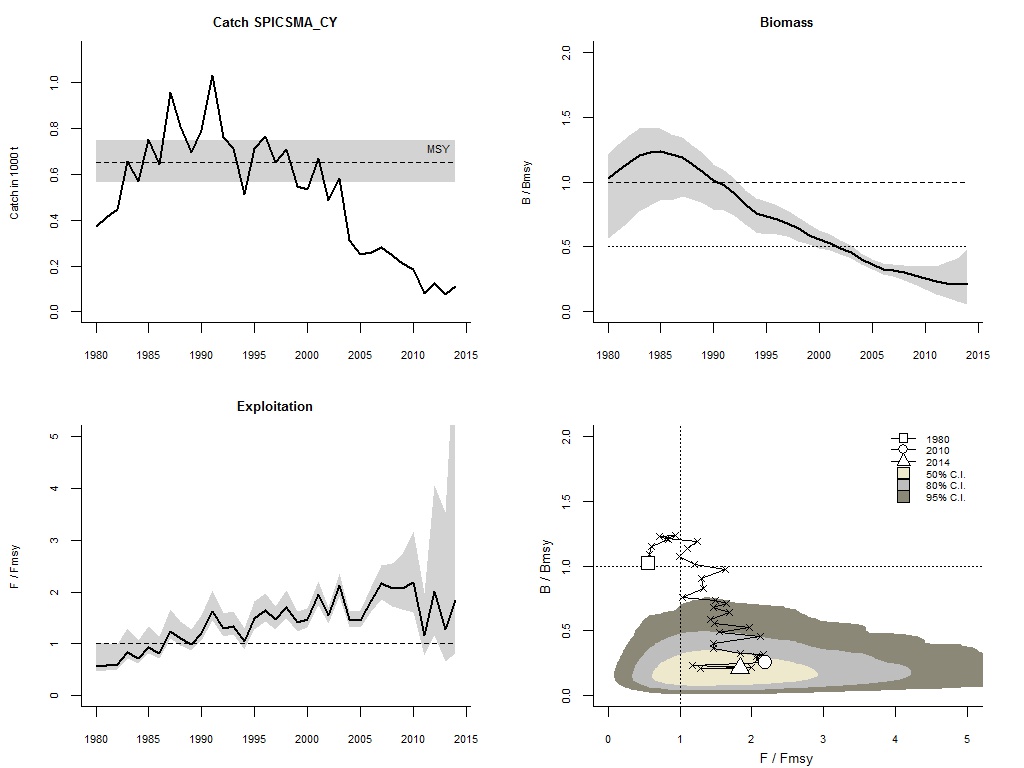 Catch SPICSMA_CY
Catch in 1000 t
0.0 0.2 0.4 0.6 0.8 1.0
MSY
1980 1985 1990 1995 2000 2005 2010 2015
Biomass
B / Bmsy
0.0 0.5 1.0 1.5 2.0
1980 1985 1990 1995 2000 2005 2010 2015
Exploitation
F / Fmsy
0 1 2 3 4 5
1980 1985 1990 1995 2000 2005 2010 2015
B / Bmsy
0.0 0.5 1.0 1.5 2.0
1980
2010
2014
50% C.I.
80% C.I.
95% C.I.
0 1 2 3 4 5
F / Fmsy